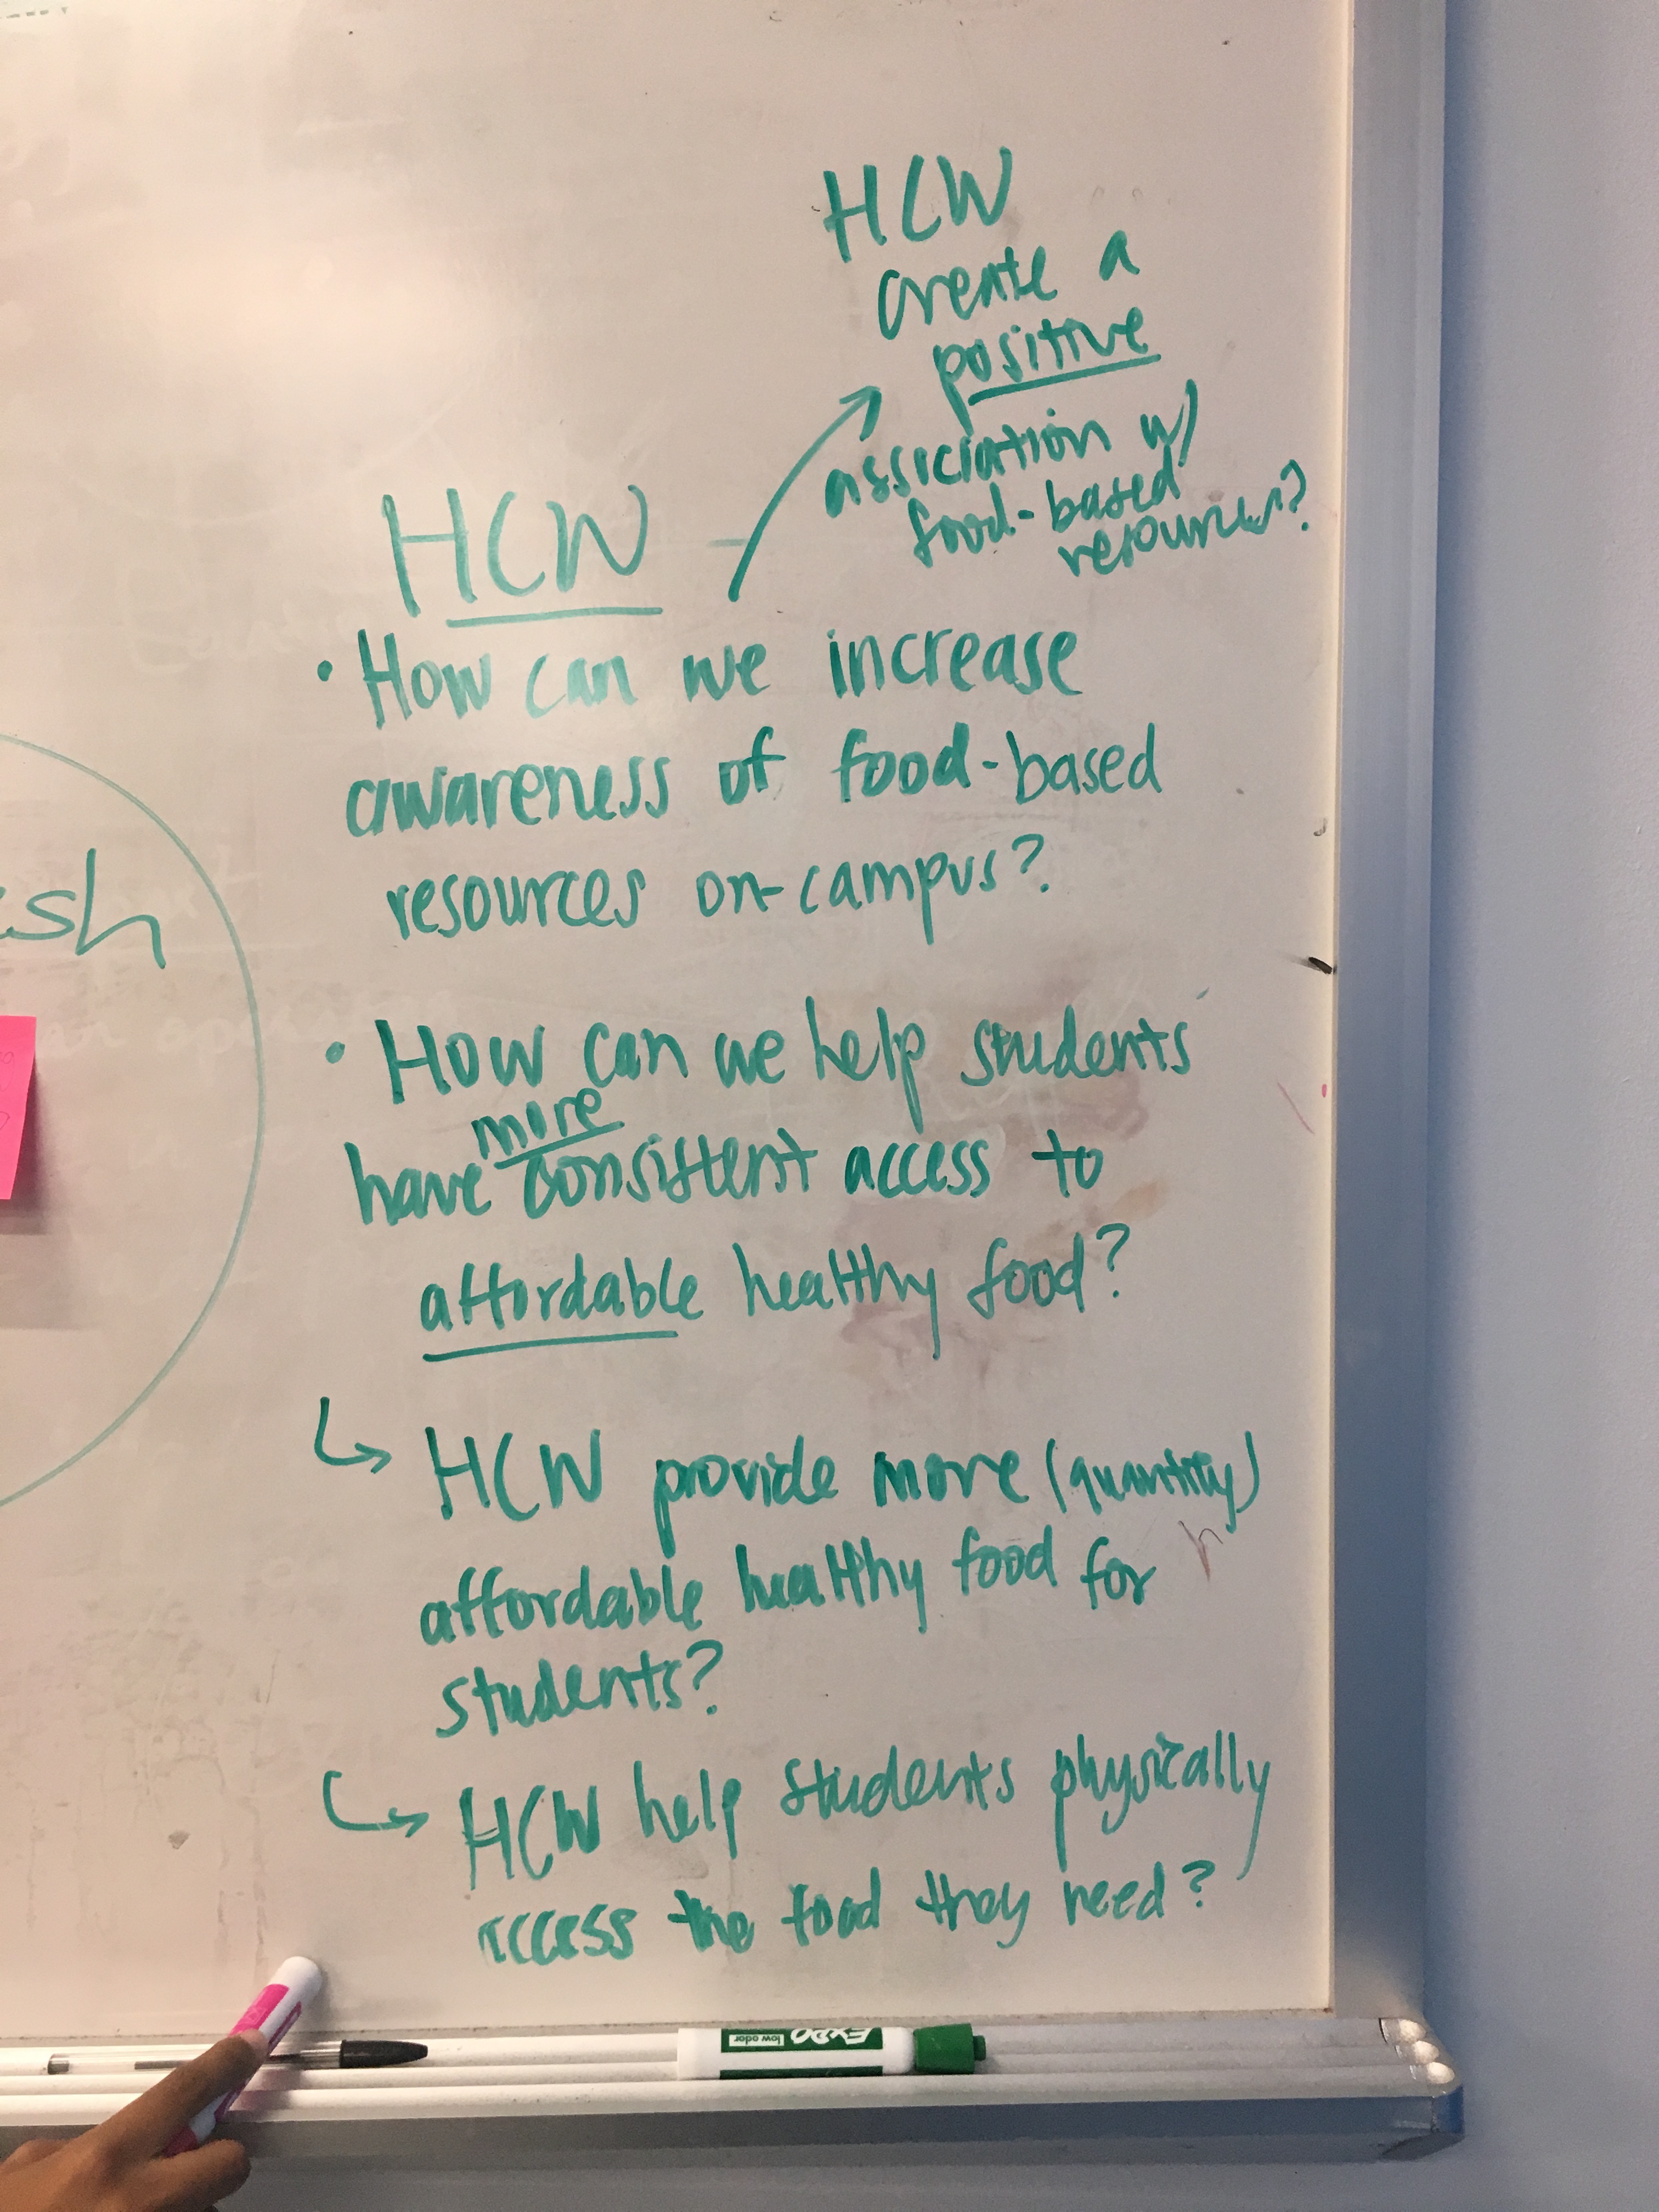 HCW
create a
positive
association w/
food-based
resources?
HCW
• How can we increase
awareness of food-based
resources on-campus?
• How can we help students
more
have consistent access to
affordable healthy food?
↳ HCW provide more (quantity)
affordable healthy food for
students?
↳ HCW help students physically
access the food they need?
sh
EXPO
low odor